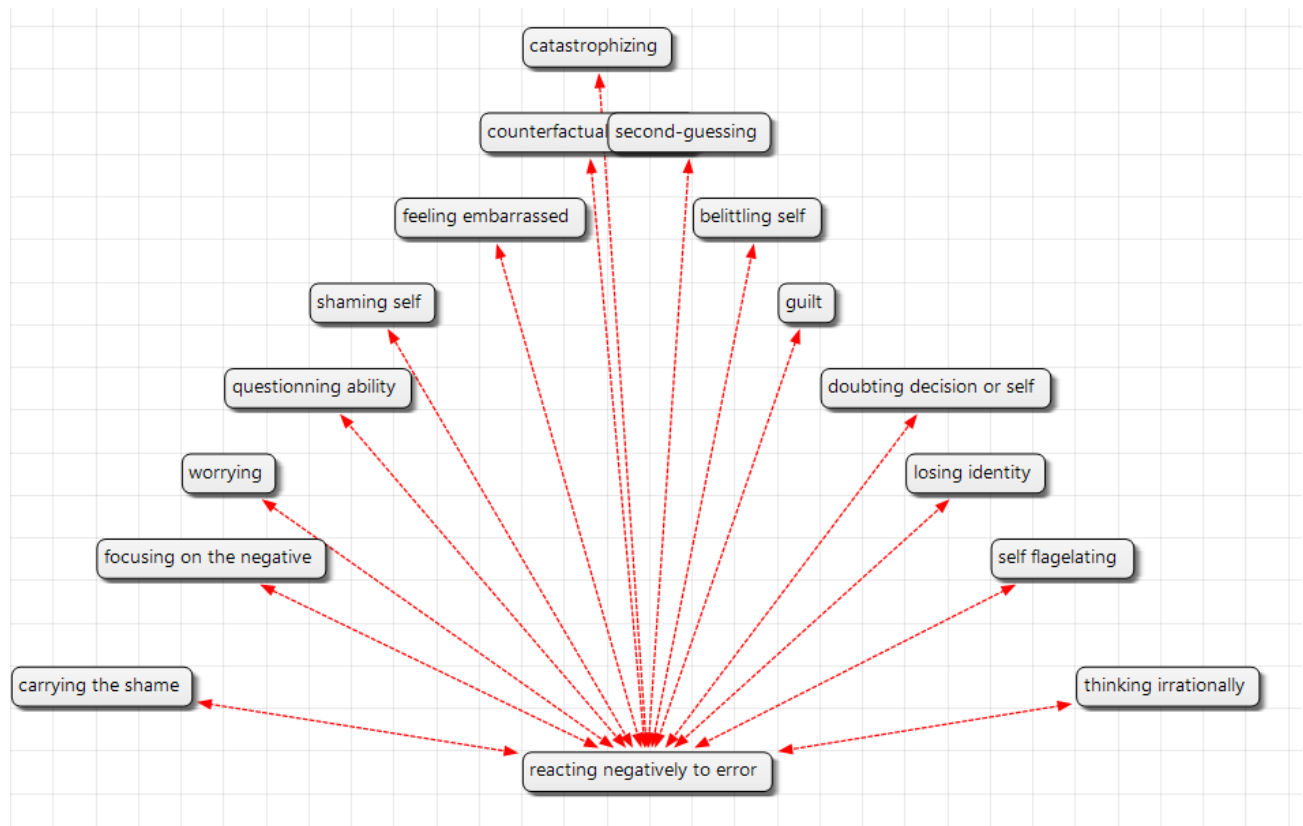 catastrophizing
counterfactual
second-guessing
feeling embarrassed
belittling self
shaming self
guilt
questionning ability
doubting decision or self
worrying
losing identity
focusing on the negative
self flagelating
carrying the shame
thinking irrationally
reacting negatively to error